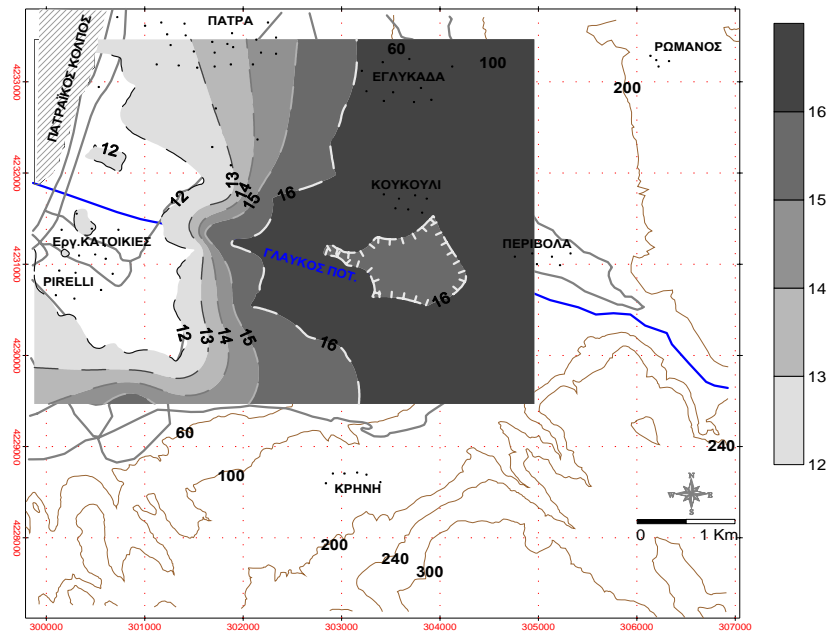 ΠΑΤΡΑ
ΡΩΜΑΝΟΣ
60
100
ΕΓΛΥΚΑΔΑ
200
ΠΑΤΡΑΪΚΟΣ ΚΟΛΠΟΣ
12
12
13
14
15
16
ΚΟΥΚΟΥΛΙ
Εργ.ΚΑΤΟΙΚΙΕΣ
ΠΕΡΙΒΟΛΑ
ΓΛΑΥΚΟΣ ΠΟΤ.
PIRELLI
16
12
13
14
15
16
60
240
100
ΚΡΗΝΗ
200
240
300
N
W
E
S
0 1 Km
16
15
14
13
12
4233000
4232000
4231000
4230000
4229000
4228000
300000 301000 302000 303000 304000 305000 306000 307000